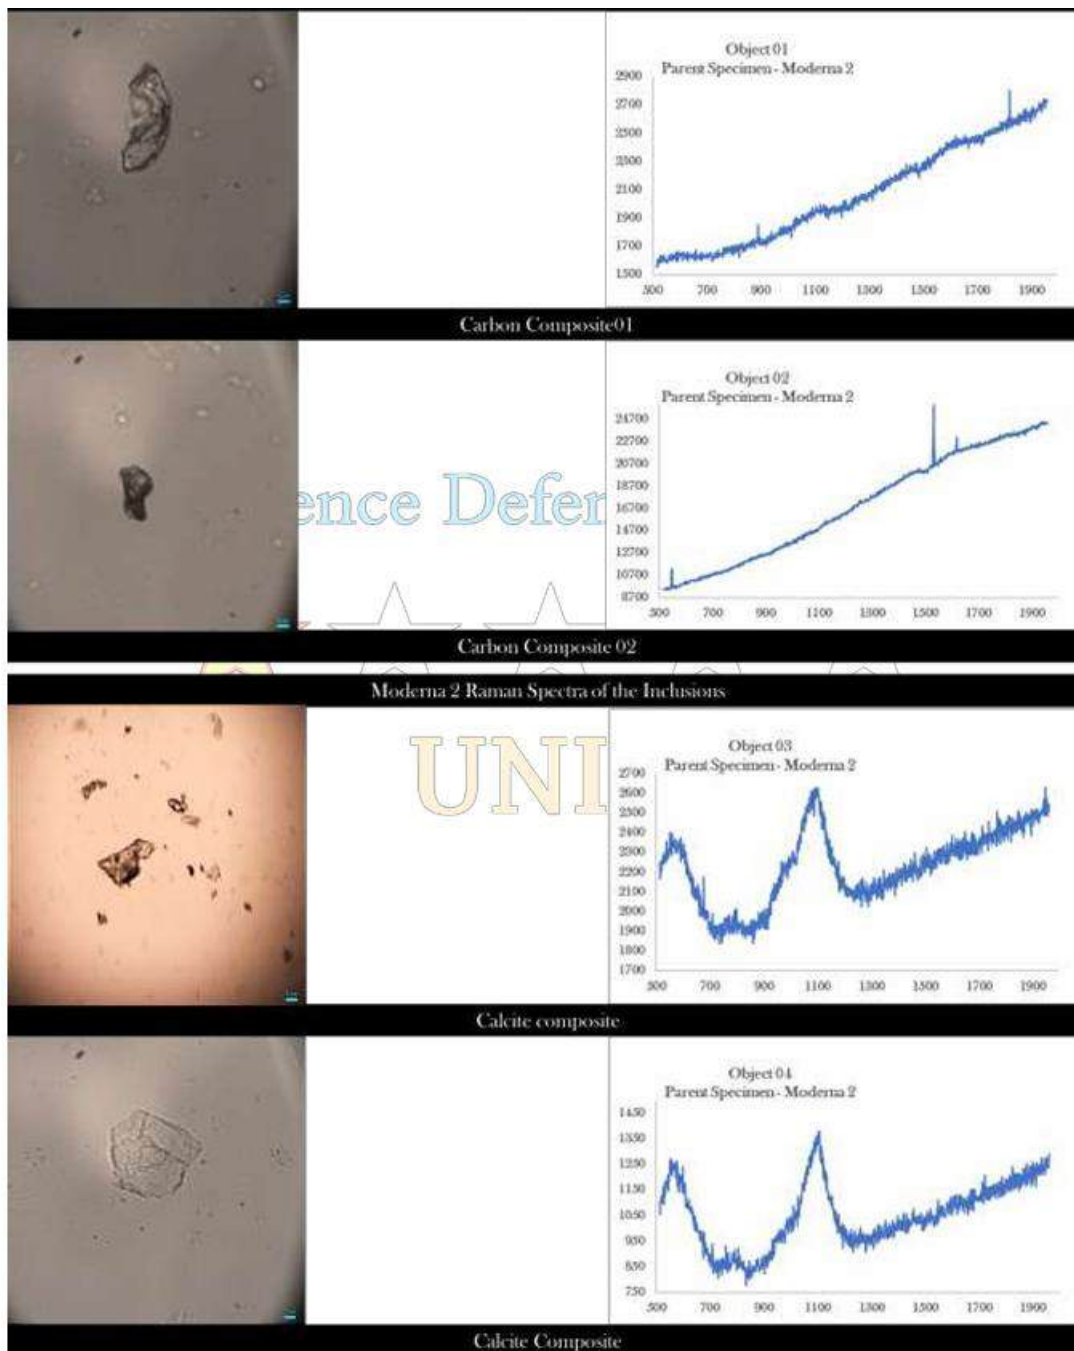 Object 01
Parent Specimen - Moderna 2
2900
2700
2500
2300
2100
1900
1700
1500
500 700 900 1100 1300 1500 1700 1900
Carbon Composite01
Object 02
Parent Specimen - Moderna 2
24700
22700
20700
18700
16700
14700
12700
10700
8700
500 700 900 1100 1300 1500 1700 1900
ence Defen
Carbon Composite 02
Moderna 2 Raman Spectra of the Inclusions
UNI
Object 03
Parent Specimen - Moderna 2
2700
2600
2500
2400
2300
2200
2100
2000
1900
1800
1700
500 700 900 1100 1300 1500 1700 1900
Calcite composite
Object 04
Parent Specimen - Moderna 2
1450
1350
1250
1150
1050
950
850
750
500 700 900 1100 1300 1500 1700 1900
Calcite Composite